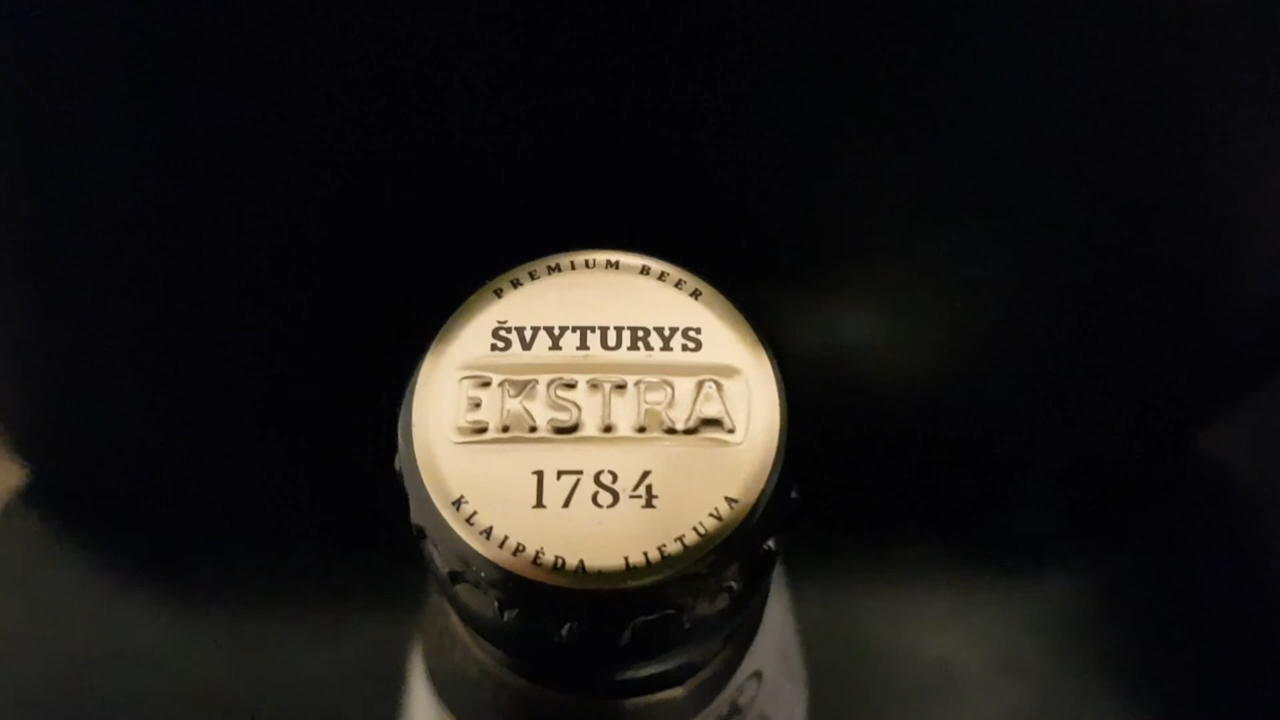 PREMIUM BEER
ŠVYTURYS
EKSTRA
1784
KLAIPĖDA, LIETUVA